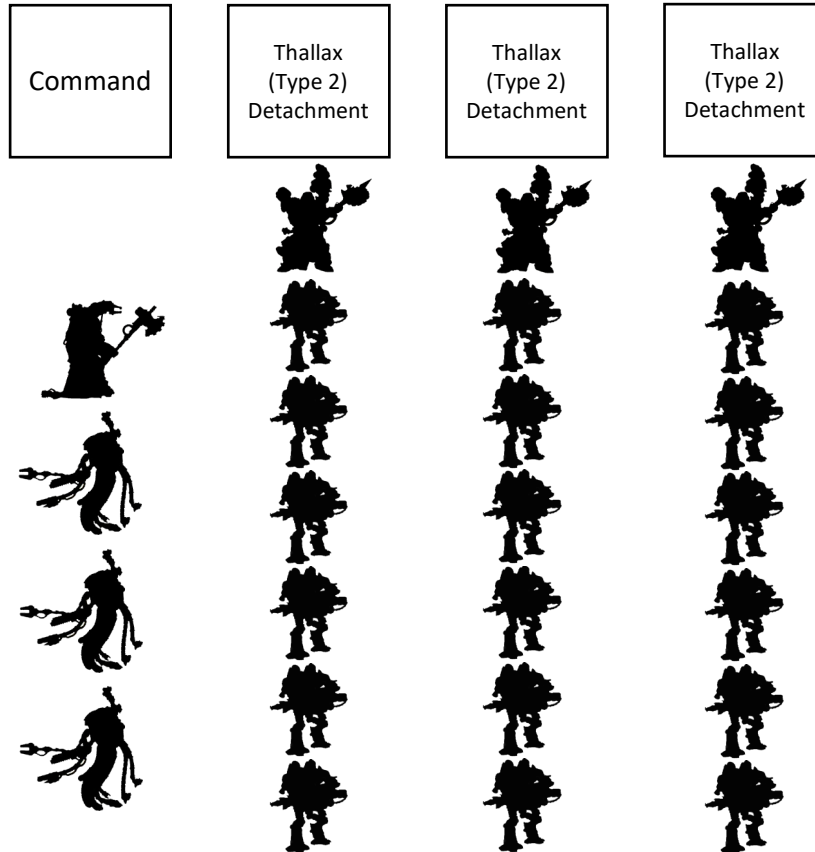 Command
Thallax
(Type 2)
Detachment
Thallax
(Type 2)
Detachment
Thallax
(Type 2)
Detachment